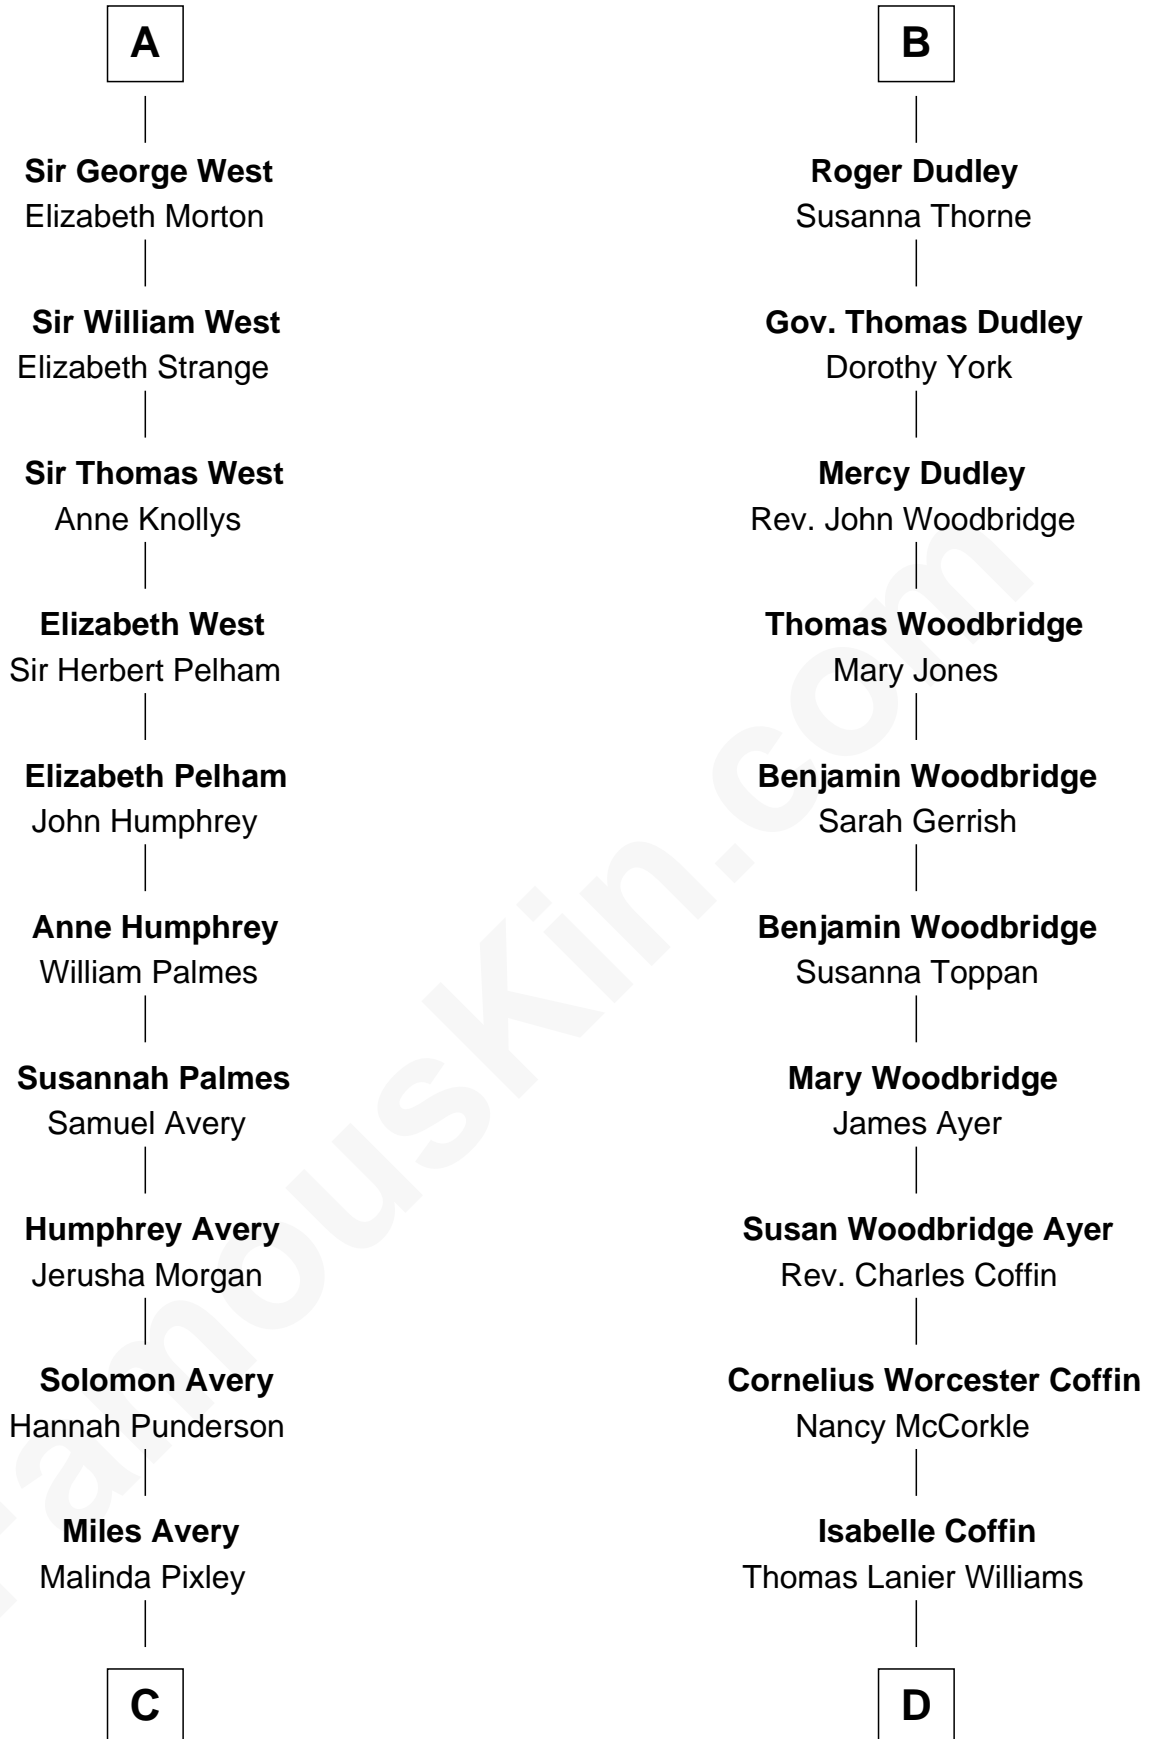 A
Sir George West
Elizabeth Morton
Sir William West
Elizabeth Strange
Sir Thomas West
Anne Knollys
Elizabeth West
Sir Herbert Pelham
Elizabeth Pelham
John Humphrey
Anne Humphrey
William Palmes
Susannah Palmes
Samuel Avery
Humphrey Avery
Jerusha Morgan
Solomon Avery
Hannah Punderson
Miles Avery
Malinda Pixley
C
B
Roger Dudley
Susanna Thorne
Gov. Thomas Dudley
Dorothy York
Mercy Dudley
Rev. John Woodbridge
Thomas Woodbridge
Mary Jones
Benjamin Woodbridge
Sarah Gerrish
Benjamin Woodbridge
Susanna Toppan
Mary Woodbridge
James Ayer
Susan Woodbridge Ayer
Rev. Charles Coffin
Cornelius Worcester Coffin
Nancy McCorkle
Isabelle Coffin
Thomas Lanier Williams
D
FamousKin.com